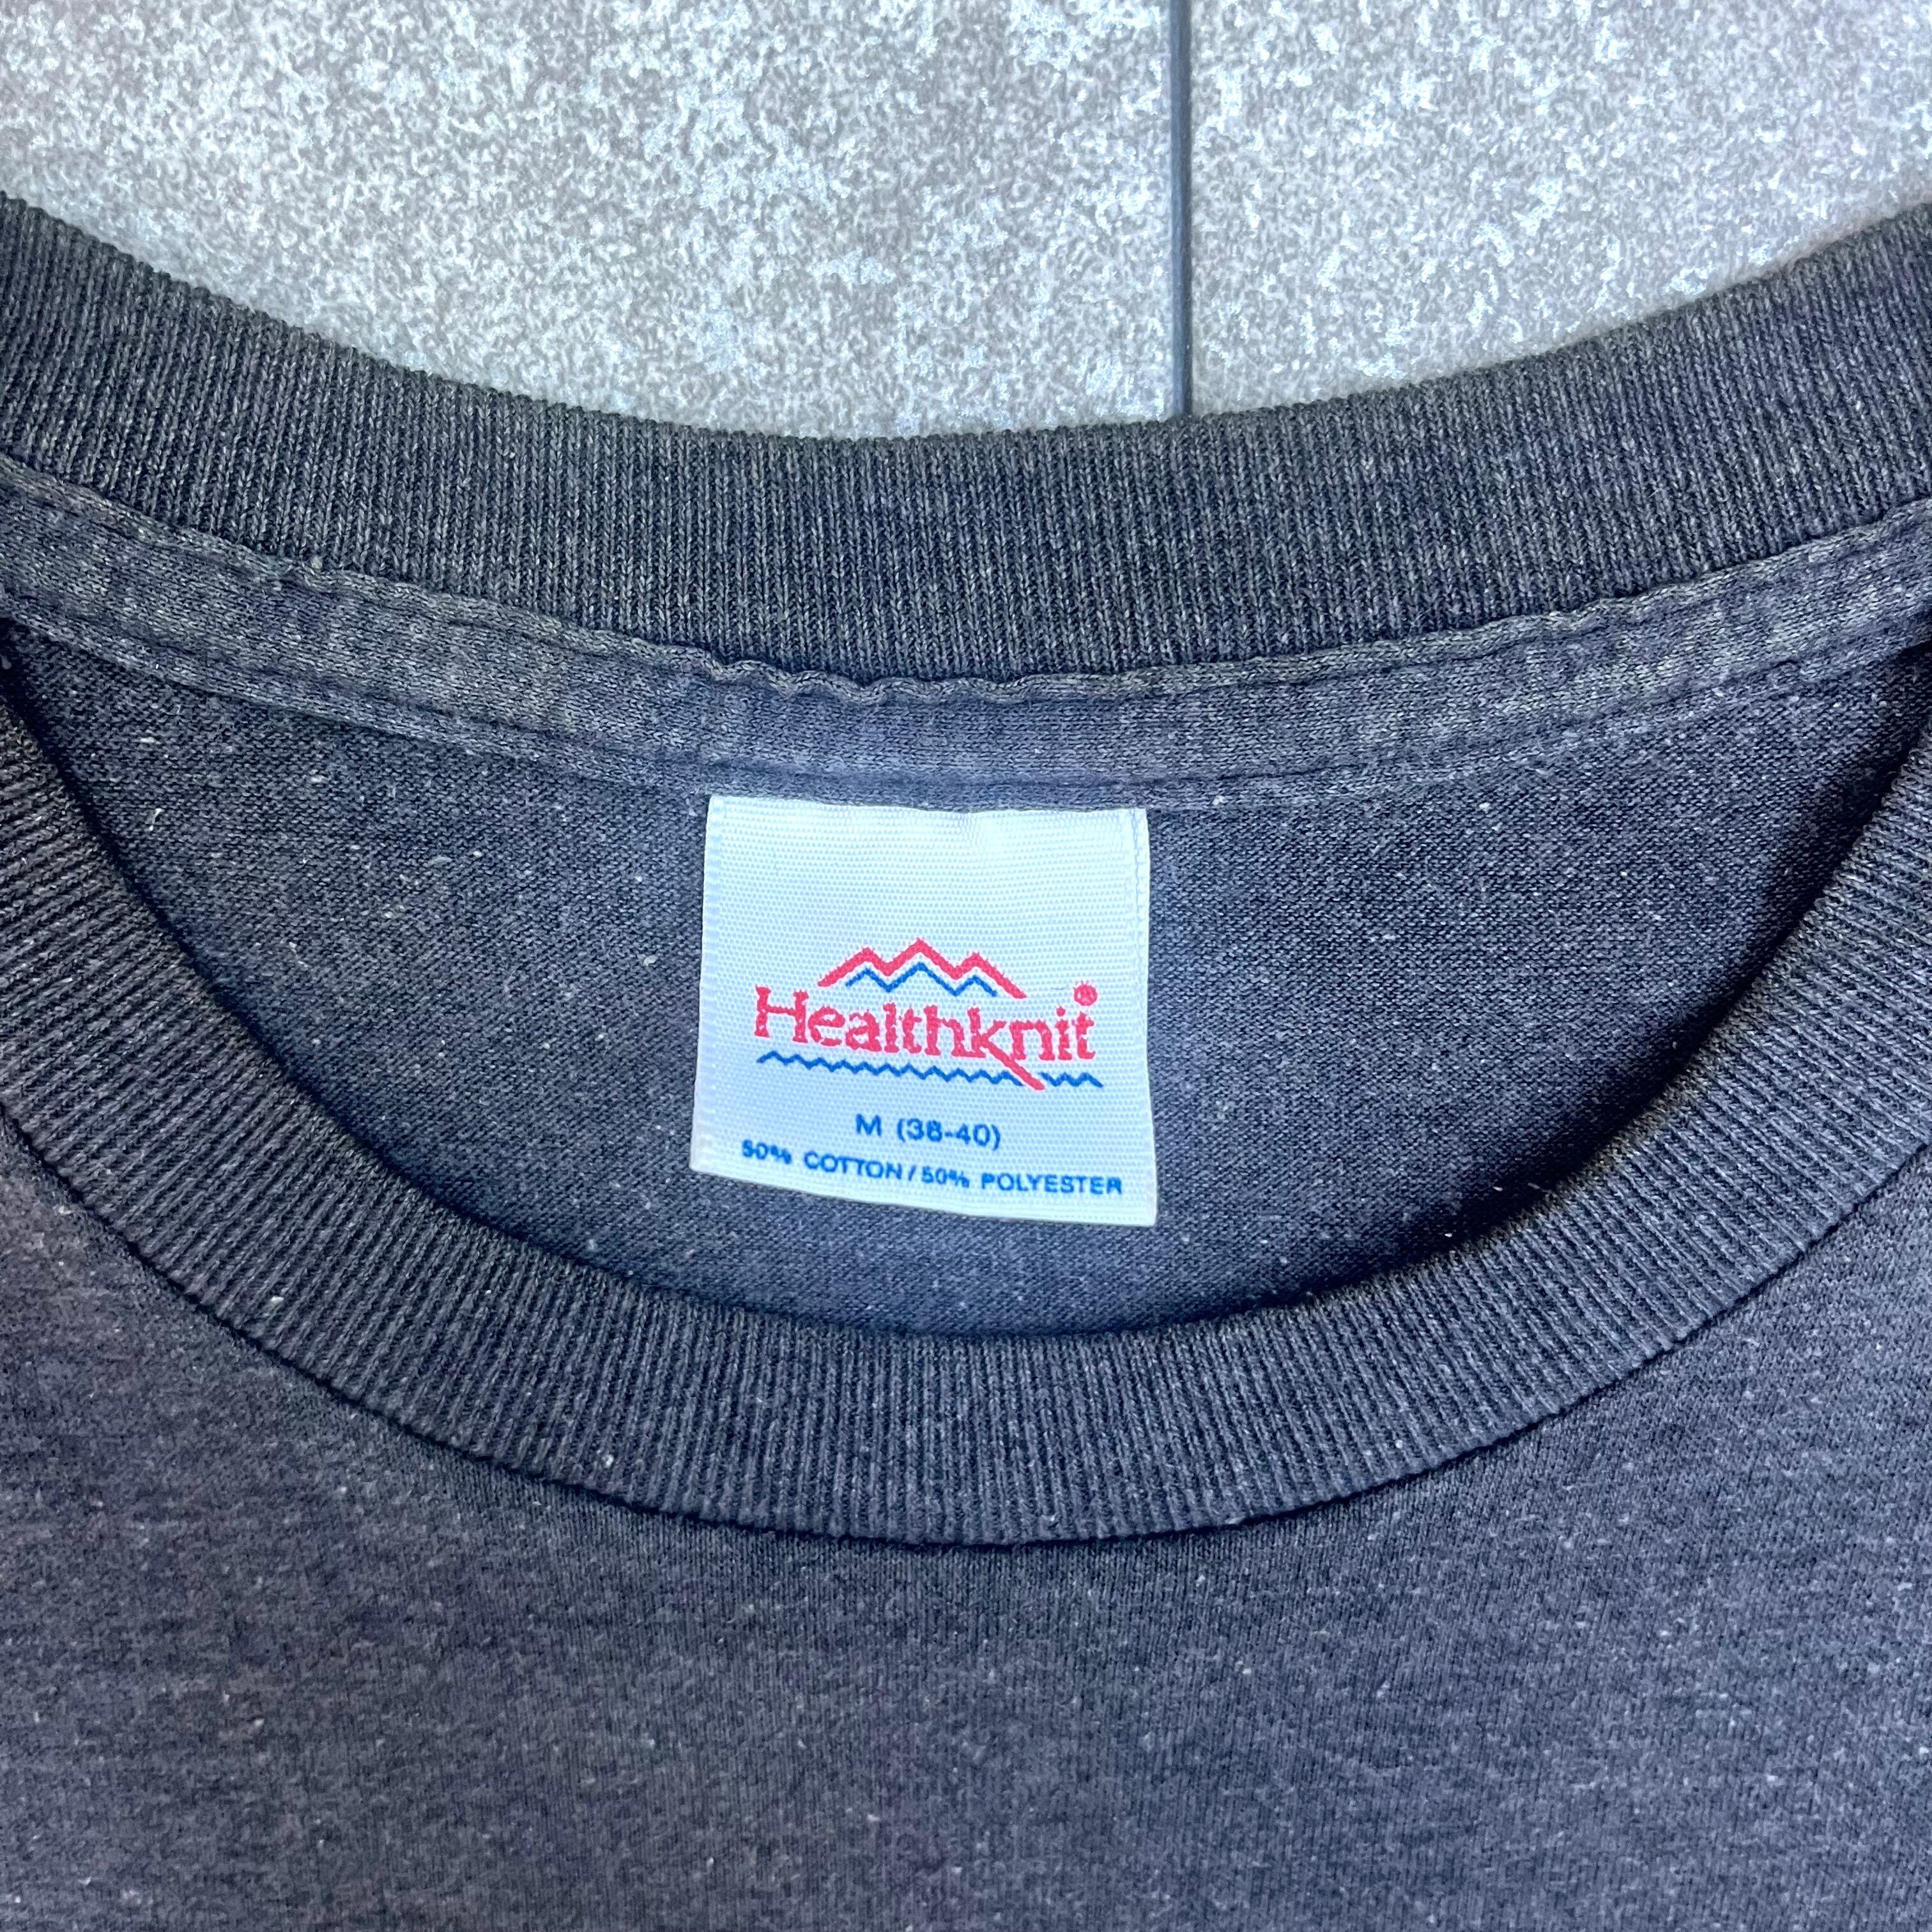 Healthknit®
M (38-40)
50% COTTON / 50% POLYESTER